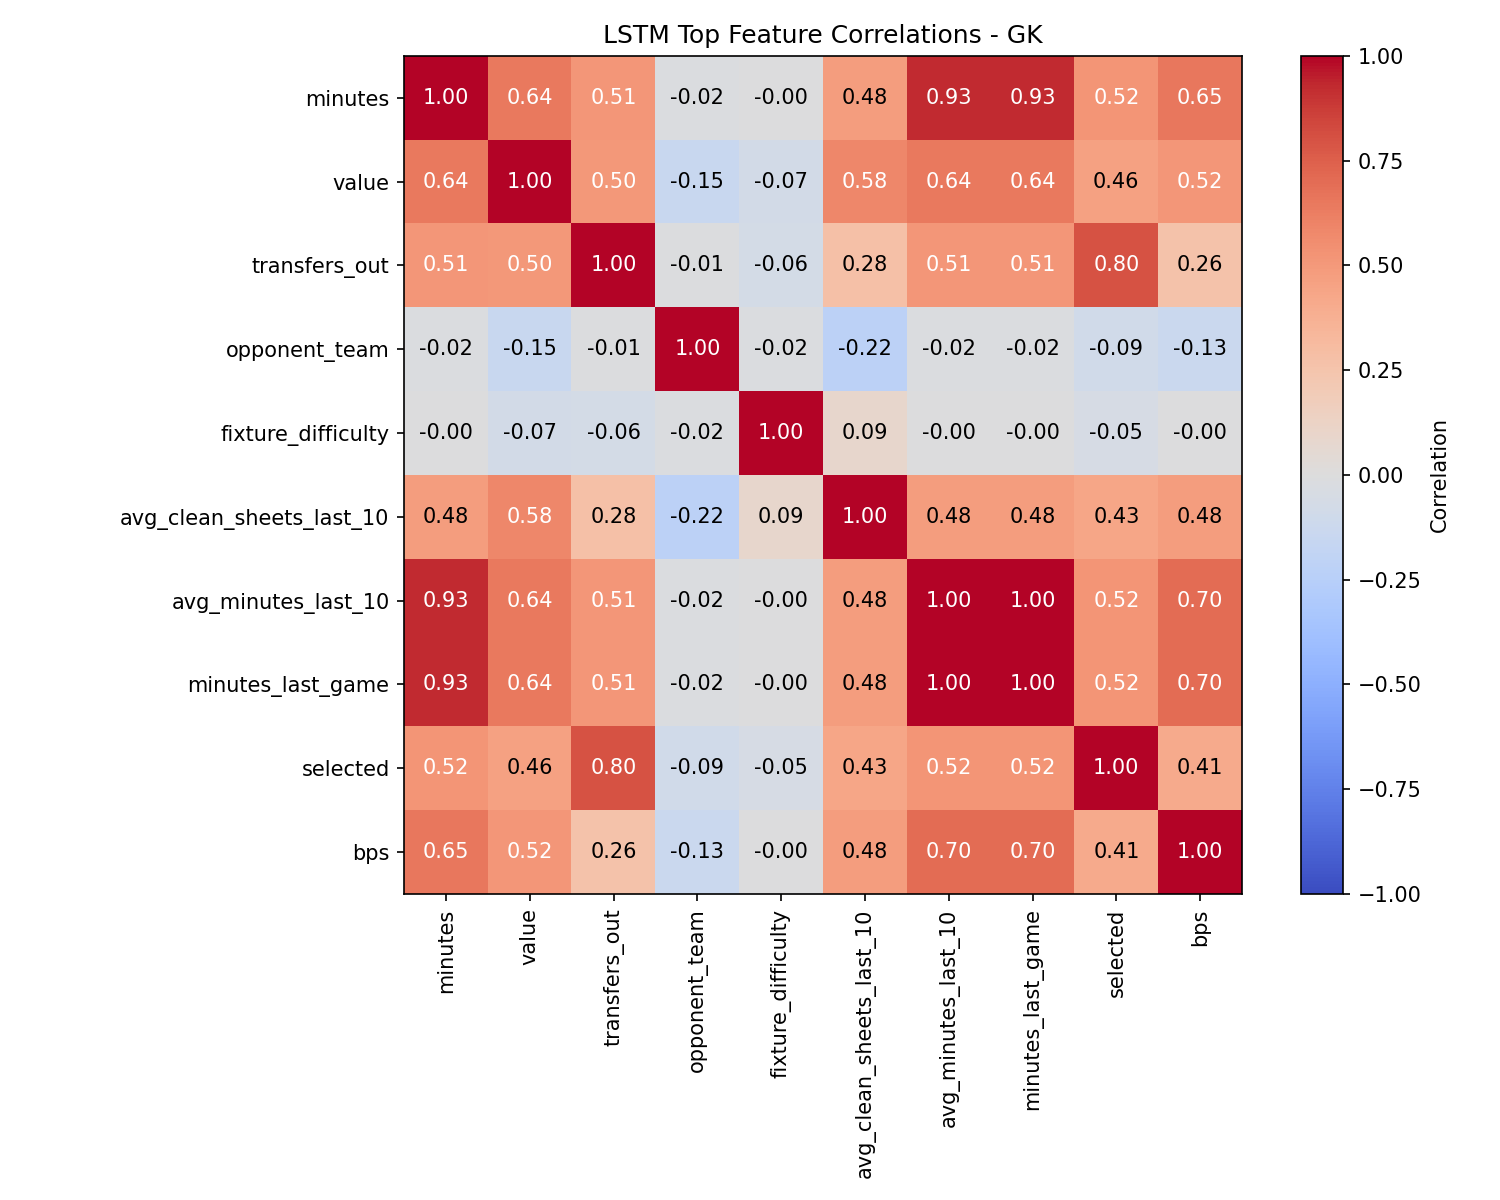 LSTM Top Feature Correlations - GK
minutes 1.00 0.64 0.51 -0.02 -0.00 0.48 0.93 0.93 0.52 0.65
value 0.64 1.00 0.50 -0.15 -0.07 0.58 0.64 0.64 0.46 0.52
transfers_out 0.51 0.50 1.00 -0.01 -0.06 0.28 0.51 0.51 0.80 0.26
opponent_team -0.02 -0.15 -0.01 1.00 -0.02 -0.22 -0.02 -0.02 -0.09 -0.13
fixture_difficulty -0.00 -0.07 -0.06 -0.02 1.00 0.09 -0.00 -0.00 -0.05 -0.00
avg_clean_sheets_last_10 0.48 0.58 0.28 -0.22 0.09 1.00 0.48 0.48 0.43 0.48
avg_minutes_last_10 0.93 0.64 0.51 -0.02 -0.00 0.48 1.00 1.00 0.52 0.70
minutes_last_game 0.93 0.64 0.51 -0.02 -0.00 0.48 1.00 1.00 0.52 0.70
selected 0.52 0.46 0.80 -0.09 -0.05 0.43 0.52 0.52 1.00 0.41
bps 0.65 0.52 0.26 -0.13 -0.00 0.48 0.70 0.70 0.41 1.00
minutes
value
transfers_out
opponent_team
fixture_difficulty
avg_clean_sheets_last_10
avg_minutes_last_10
minutes_last_game
selected
bps
1.00
0.75
0.50
0.25
0.00
−0.25
−0.50
−0.75
−1.00
Correlation